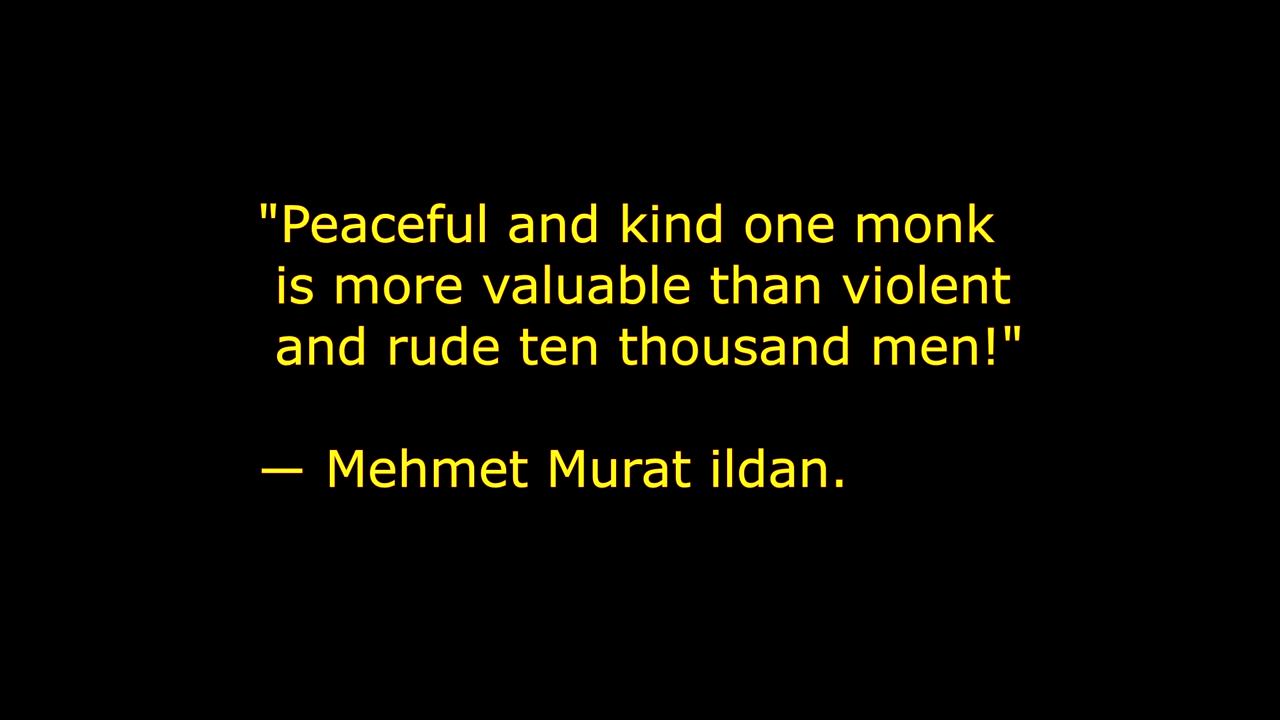 "Peaceful and kind one monk
is more valuable than violent
and rude ten thousand men!"
— Mehmet Murat ildan.